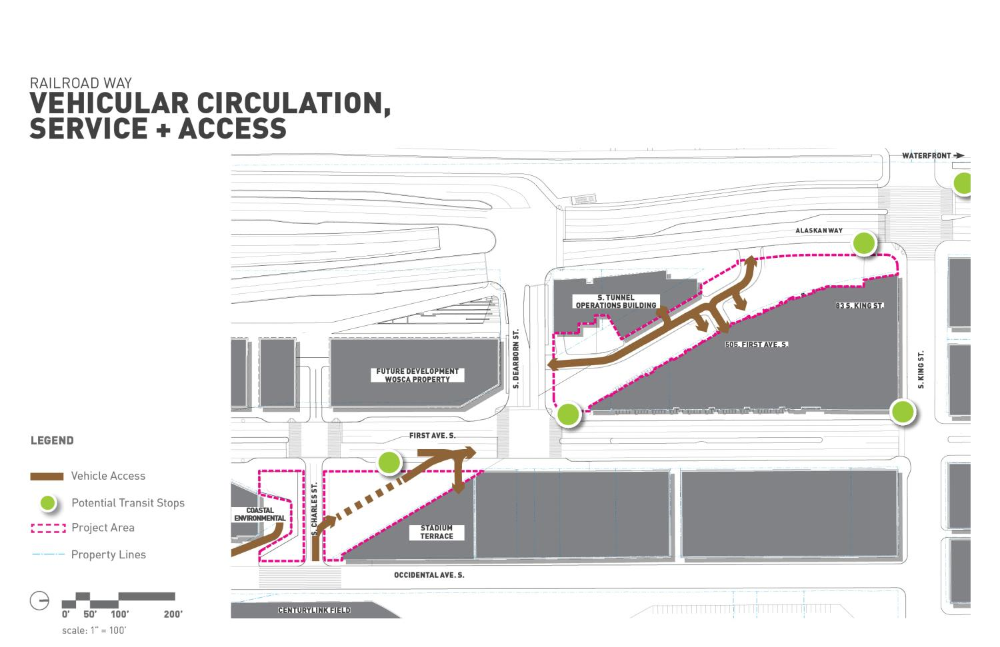 RAILROAD WAY
VEHICULAR CIRCULATION,
SERVICE + ACCESS
WATERFRONT
ALASKAN WAY
S. TUNNEL
OPERATIONS BUILDING
83 S. KING ST.
505. FIRST AVE. S.
S. DEARBORN ST.
S. KING ST.
FUTURE DEVELOPMENT
WOSCA PROPERTY
FIRST AVE. S.
S. CHARLES ST.
COASTAL
ENVIRONMENTAL
STADIUM
TERRACE
OCCIDENTAL AVE. S.
CENTURYLINK FIELD
LEGEND
Vehicle Access
Potential Transit Stops
Project Area
Property Lines
0’ 50’ 100’ 200’
scale: 1” = 100’